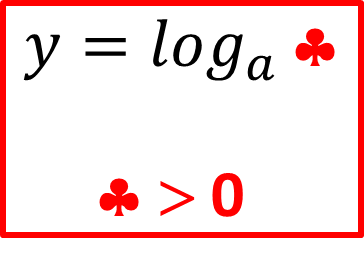 y = log_a ♣
♣ > 0